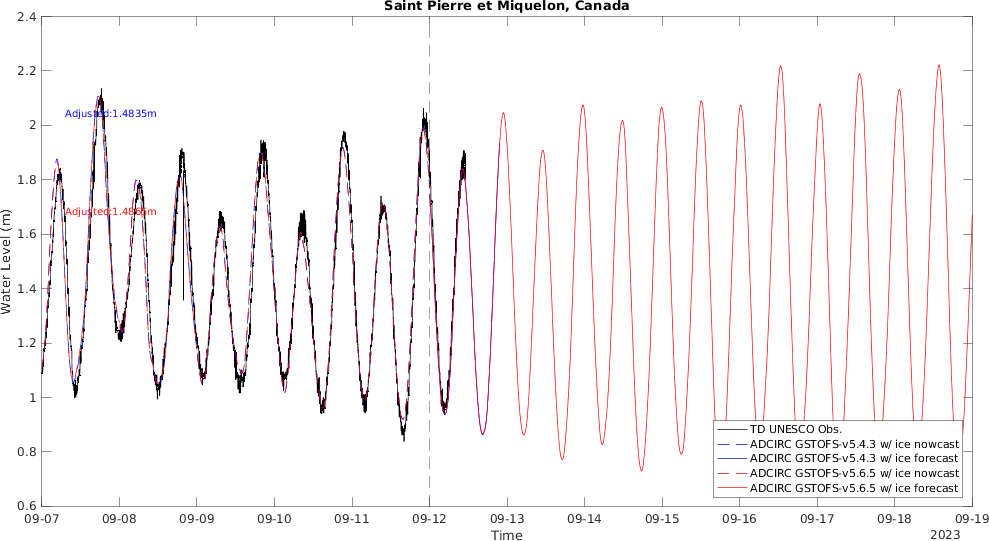 Saint Pierre et Miquelon, Canada
2.4
2.2
2
1.8
1.6
1.4
1.2
1
0.8
0.6
Water Level (m)
Adjusted:1.4835m
Adjusted:1.4865m
TD UNESCO Obs.
ADCIRC GSTOFS-v5.4.3 w/ ice nowcast
ADCIRC GSTOFS-v5.4.3 w/ ice forecast
ADCIRC GSTOFS-v5.6.5 w/ ice nowcast
ADCIRC GSTOFS-v5.6.5 w/ ice forecast
09-07 09-08 09-09 09-10 09-11 09-12 09-13 09-14 09-15 09-16 09-17 09-18 09-19
Time
2023